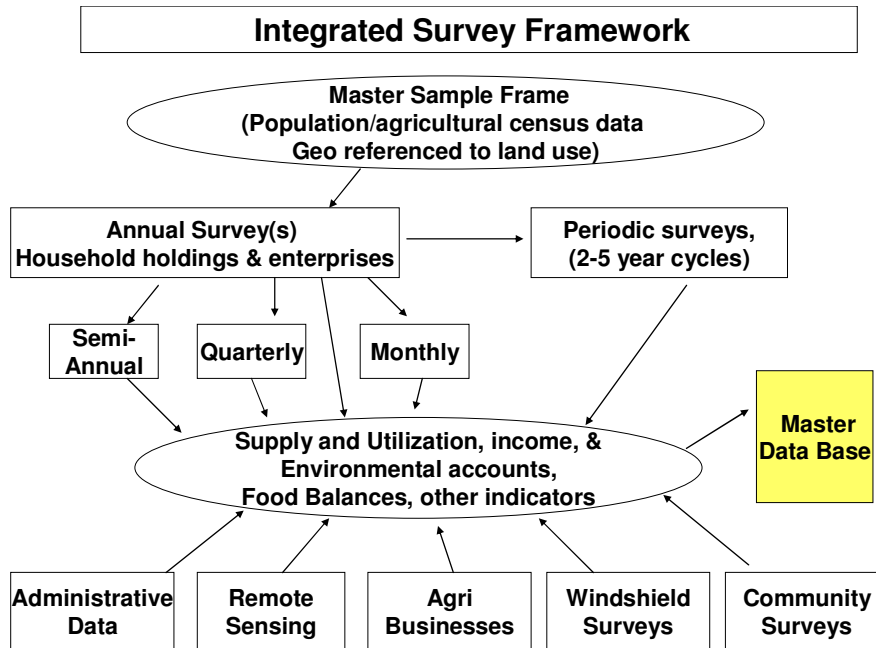 Integrated Survey Framework
Master Sample Frame
(Population/agricultural census data
Geo referenced to land use)
Annual Survey(s)
Household holdings & enterprises
Periodic surveys,
(2-5 year cycles)
Semi-
Annual
Quarterly
Monthly
Supply and Utilization, income, &
Environmental accounts,
Food Balances, other indicators
Master
Data Base
Administrative
Data
Remote
Sensing
Agri
Businesses
Windshield
Surveys
Community
Surveys